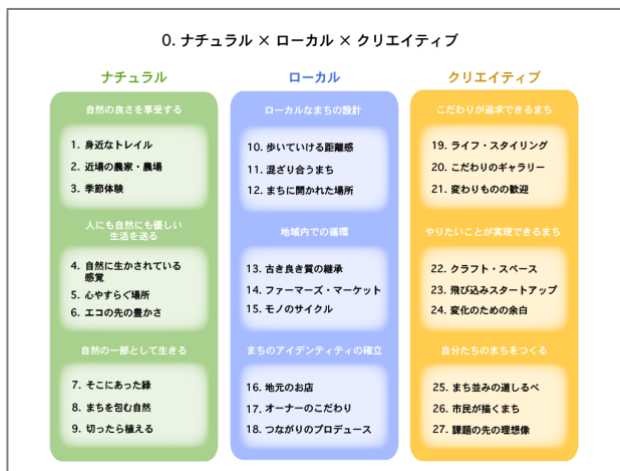 0. ナチュラル × ローカル × クリエイティブ
ナチュラル
自然の良さを享受する
1. 身近なトレイル
2. 近場の農家・農場
3. 季節体験
人にも自然にも優しい
生活を送る
4. 自然に生かされている
感覚
5. 心やすらぐ場所
6. エコの先の豊かさ
自然の一部として生きる
7. そこにあった緑
8. まちを包む自然
9. 切ったら植える
ローカル
ローカルなまちの設計
10. 歩いていける距離感
11. 混ざり合うまち
12. まちに開かれた場所
地域内での循環
13. 古き良き質の継承
14. ファーマーズ・マーケット
15. モノのサイクル
まちのアイデンティティの確立
16. 地元のお店
17. オーナーのこだわり
18. つながりのプロデュース
クリエイティブ
こだわりが追求できるまち
19. ライフ・スタイリング
20. こだわりのギャラリー
21. 変わりものの歓迎
やりたいことが実現できるまち
22. クラフト・スペース
23. 飛び込みスタートアップ
24. 変化のための余白
自分たちのまちをつくる
25. まち並みの道しるべ
26. 市民が描くまち
27. 課題の先の理想像